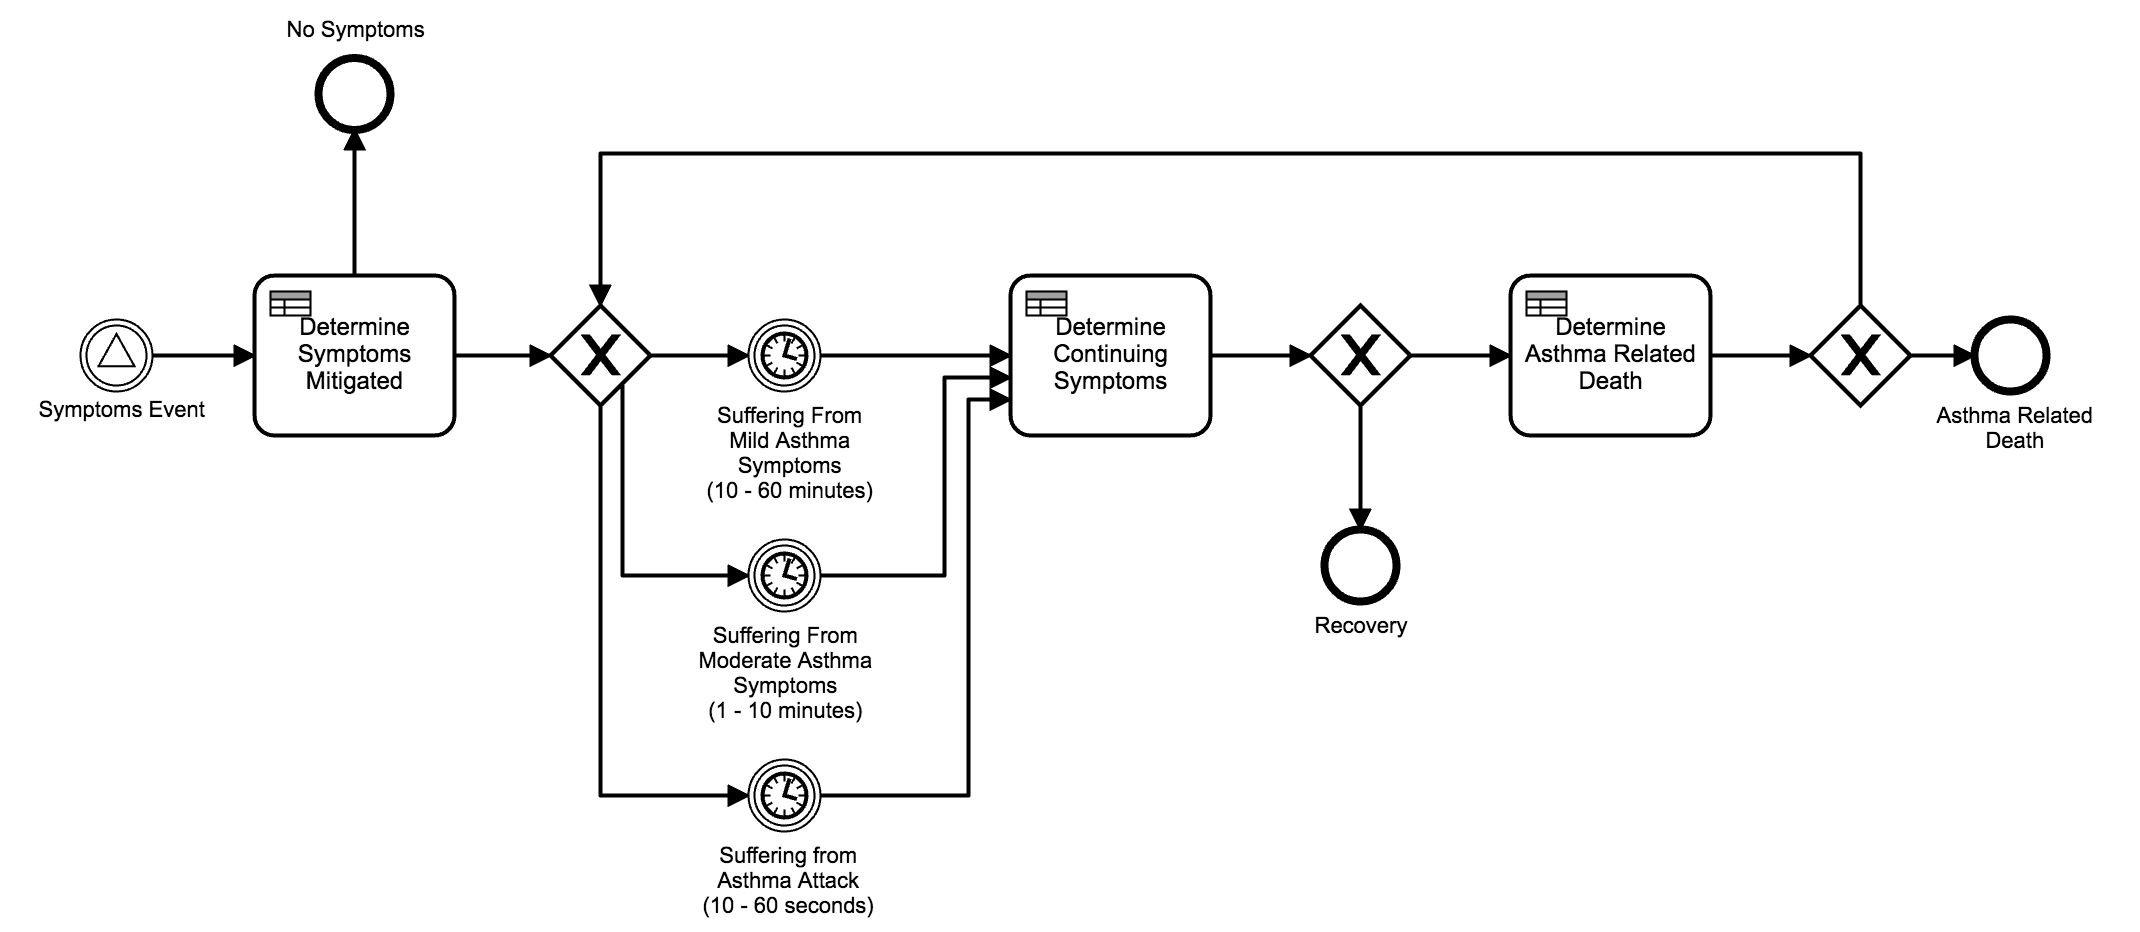 No Symptoms
Symptoms Event
Determine
Symptoms
Mitigated
X
Suffering From
Mild Asthma
Symptoms
(10 - 60 minutes)
Suffering From
Moderate Asthma
Symptoms
(1 - 10 minutes)
Suffering from
Asthma Attack
(10 - 60 seconds)
Determine
Continuing
Symptoms
X
Recovery
Determine
Asthma Related
Death
X
Asthma Related
Death